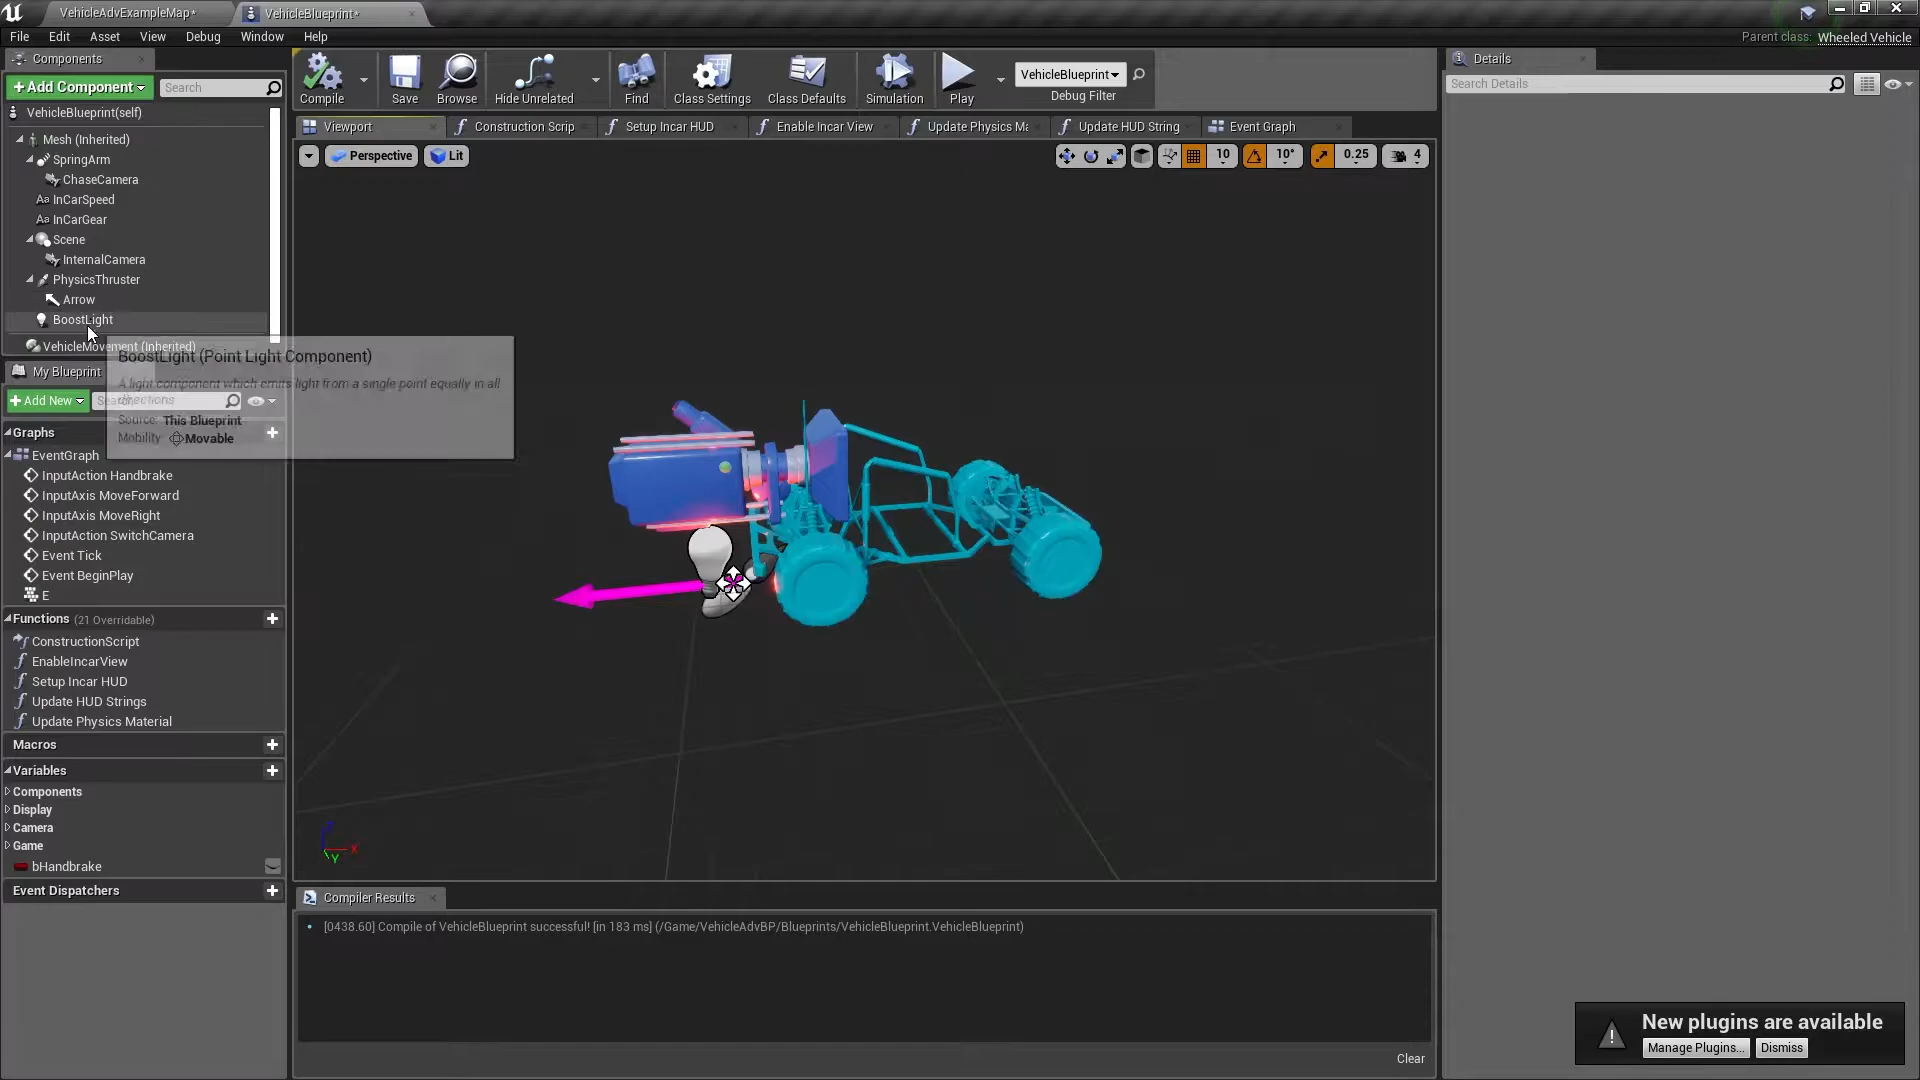 VehicleAdvExampleMap*
VehicleBlueprint*
File Edit Asset View Debug Window Help
Parent class: Wheeled Vehicle
Components
+Add Component
Search
VehicleBlueprint(self)
Mesh (Inherited)
SpringArm
ChaseCamera
InCarSpeed
InCarGear
Scene
InternalCamera
PhysicsThruster
Arrow
BoostLight
VehicleMovement (Inherited)
BoostLight (Point Light Component)
A light component which emits light from a single point equally in all
directions
Source: This Blueprint
Mobility Movable
My Blueprint
+Add New
Graphs
EventGraph
InputAction Handbrake
InputAxis MoveForward
InputAxis MoveRight
InputAction SwitchCamera
Event Tick
Event BeginPlay
E
Functions (21 Overridable)
ConstructionScript
EnableIncarView
Setup Incar HUD
Update HUD Strings
Update Physics Material
Macros
Variables
Components
Display
Camera
Game
bHandbrake
Event Dispatchers
Compile
Save
Browse
Hide Unrelated
Find
Class Settings
Class Defaults
Simulation
Play
VehicleBlueprint
Debug Filter
Viewport
Construction Scrip
Setup Incar HUD
Enable Incar View
Update Physics Ma
Update HUD String
Event Graph
Perspective
Lit
10
10°
0.25
4
Z
X
Y
Compiler Results
[0438.60] Compile of VehicleBlueprint successful! [in 183 ms] (/Game/VehicleAdvBP/Blueprints/VehicleBlueprint.VehicleBlueprint)
Clear
Details
Search Details
New plugins are available
Manage Plugins...
Dismiss